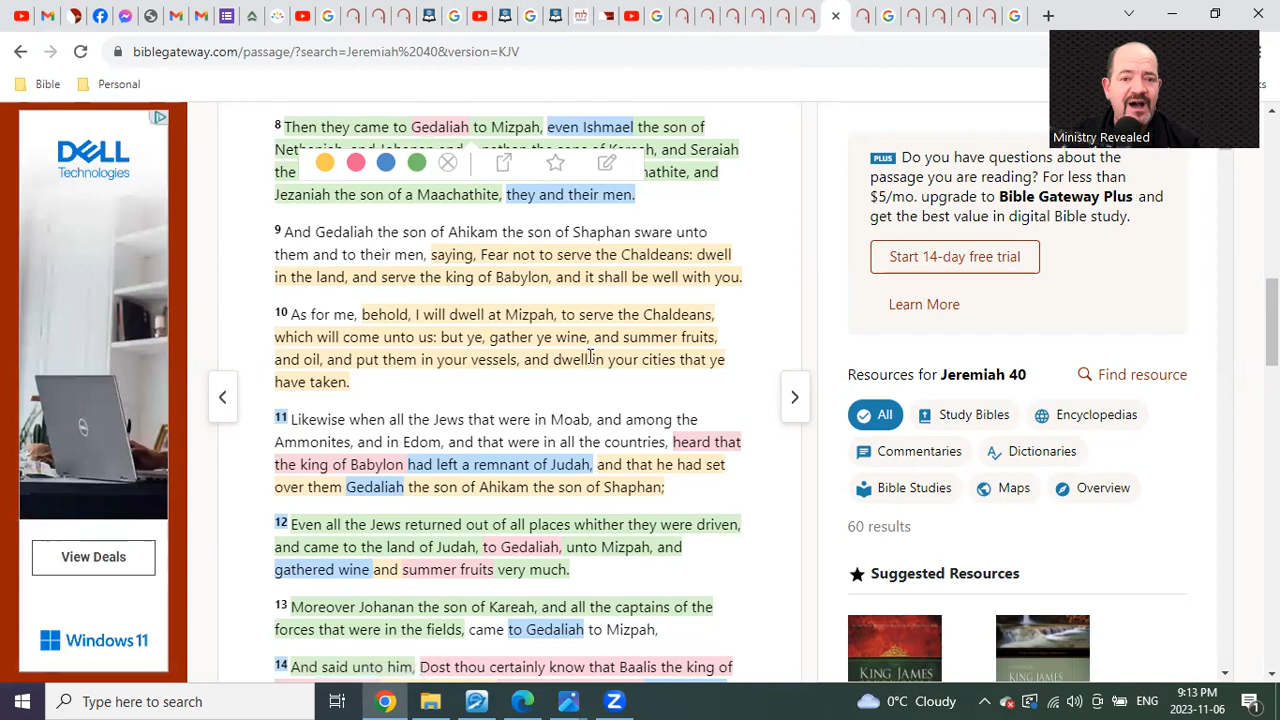 biblegateway.com/passage/?search=Jeremiah%2040&version=KJV
Bible
Personal
Ministry Revealed
DELL
Technologies
View Deals
Windows 11
8 Then they came to Gedaliah to Mizpah, even Ishmael the son of
and Seraiah
the
and
Jezaniah the son of a Maachathite, they and their men.
9 And Gedaliah the son of Ahikam the son of Shaphan sware unto
them and to their men, saying, Fear not to serve the Chaldeans: dwell
in the land, and serve the king of Babylon, and it shall be well with you.
10 As for me, behold, I will dwell at Mizpah, to serve the Chaldeans,
which will come unto us: but ye, gather ye wine, and summer fruits,
and oil, and put them in your vessels, and dwell in your cities that ye
have taken.
11 Likewise when all the Jews that were in Moab, and among the
Ammonites, and in Edom, and that were in all the countries, heard that
the king of Babylon had left a remnant of Judah, and that he had set
over them Gedaliah the son of Ahikam the son of Shaphan;
12 Even all the Jews returned out of all places whither they were driven,
and came to the land of Judah, to Gedaliah, unto Mizpah, and
gathered wine and summer fruits very much.
13 Moreover Johanan the son of Kareah, and all the captains of the
forces that were in the fields, came to Gedaliah to Mizpah,
14 And said unto him, Dost thou certainly know that Baalis the king of
PLUS Do you have questions about the
passage you are reading? For less than
$5/mo. upgrade to Bible Gateway Plus and
get the best value in digital Bible study.
Start 14-day free trial
Learn More
Resources for Jeremiah 40
Find resource
All
Study Bibles
Encyclopedias
Commentaries
Dictionaries
Bible Studies
Maps
Overview
60 results
Suggested Resources
KING JAMES
KING JAMES
Type here to search
0°C Cloudy
ENG
9:13 PM
2023-11-06